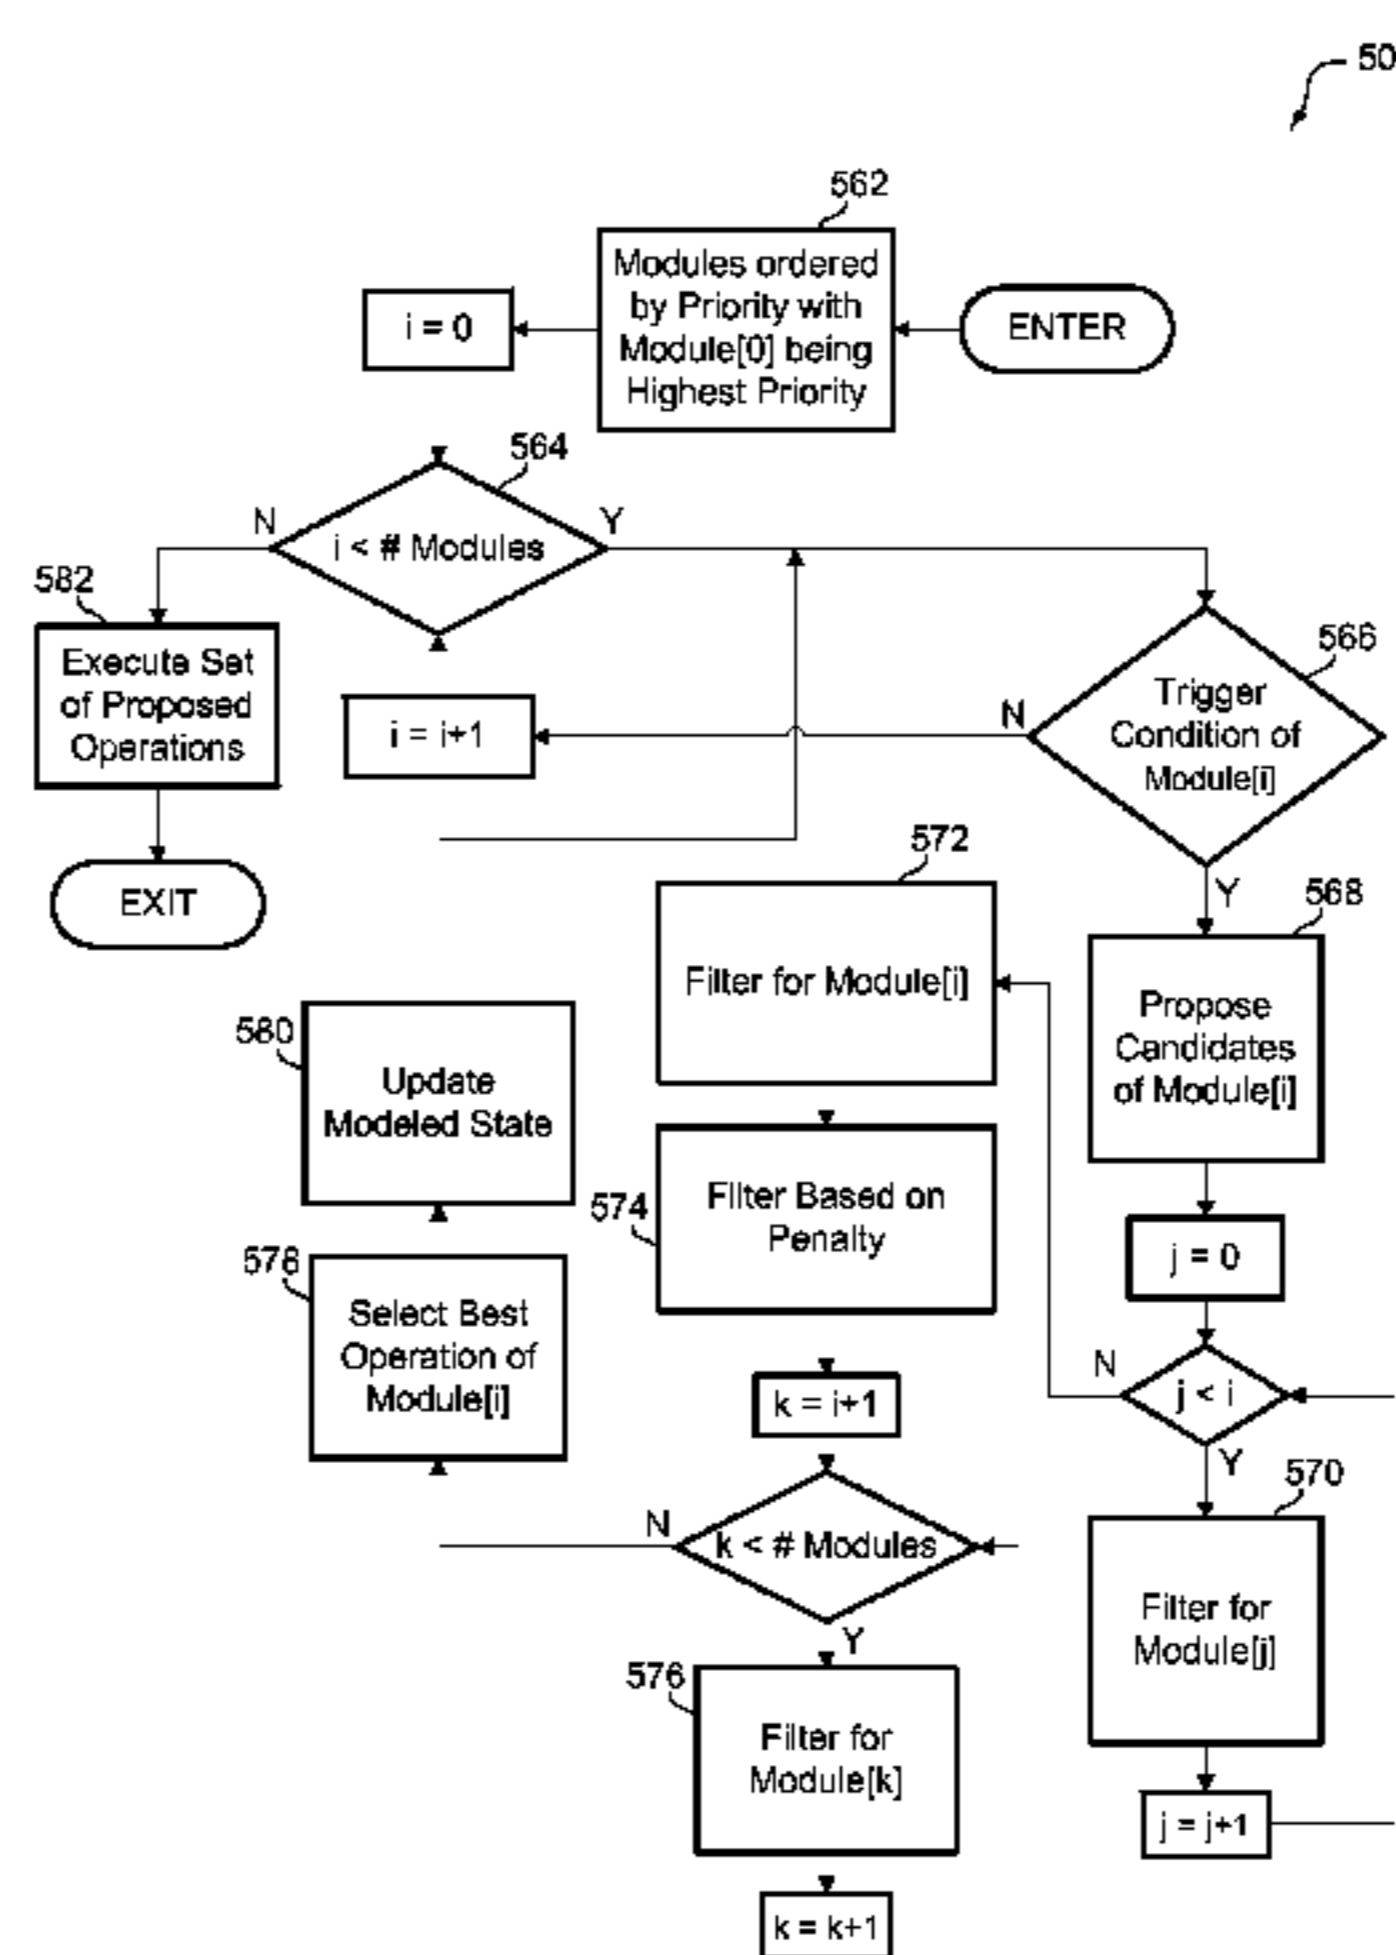 50
562
Modules ordered
by Priority with
Module[0] being
Highest Priority
ENTER
i = 0
564
N
i < # Modules
Y
582
Execute Set
of Proposed
Operations
EXIT
i = i+1
566
N
Trigger
Condition of
Module[i]
Y
568
Propose
Candidates
of Module[i]
j = 0
N
j < i
Y
570
Filter for
Module[j]
j = j+1
572
Filter for Module[i]
574
Filter Based on
Penalty
k = i+1
N
k < # Modules
Y
576
Filter for
Module[k]
k = k+1
578
Select Best
Operation of
Module[i]
580
Update
Modeled State